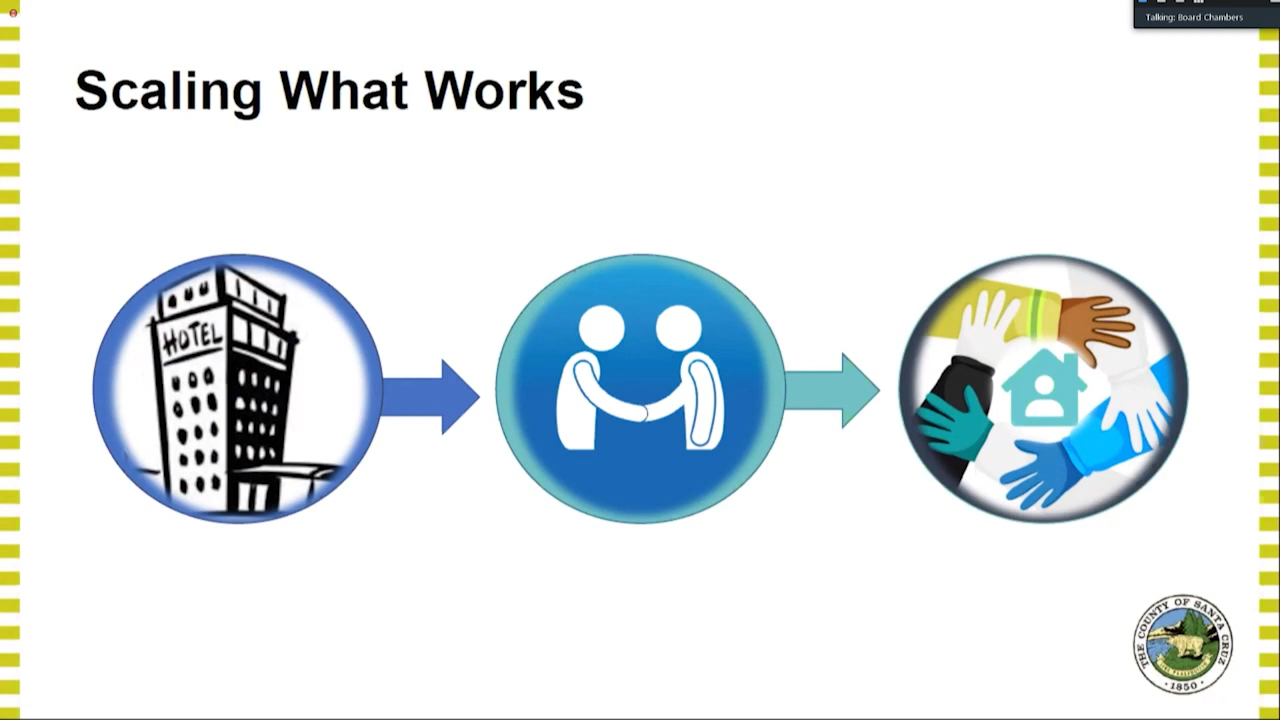 Talking: Board Chambers
Scaling What Works
HOTEL
THE COUNTY OF SANTA CRUZ
· 1850 ·